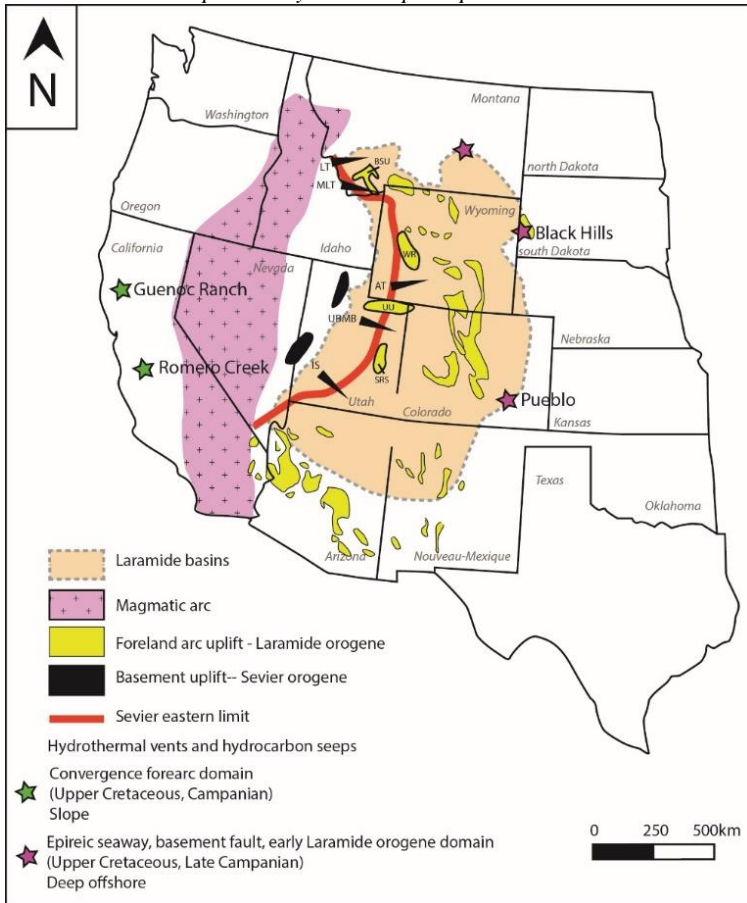 N
Washington
Montana
LT
BSU
MLT
north Dakota
Oregon
Wyoming
Black Hills
south Dakota
California
Idaho
WR
Nevada
Guenoc Ranch
AT
UU
UBMB
Nebraska
Romero Creek
TS
SRS
Pueblo
Utah
Colorado
Kansas
Texas
Oklahoma
Arizona
Nouveau-Mexique
Laramide basins
Magmatic arc
Foreland arc uplift - Laramide orogene
Basement uplift-- Sevier orogene
Sevier eastern limit
Hydrothermal vents and hydrocarbon seeps
Convergence forearc domain
(Upper Cretaceous, Campanian)
Slope
0 250 500km
Epireic seaway, basement fault, early Laramide orogene domain
(Upper Cretaceous, Late Campanian)
Deep offshore